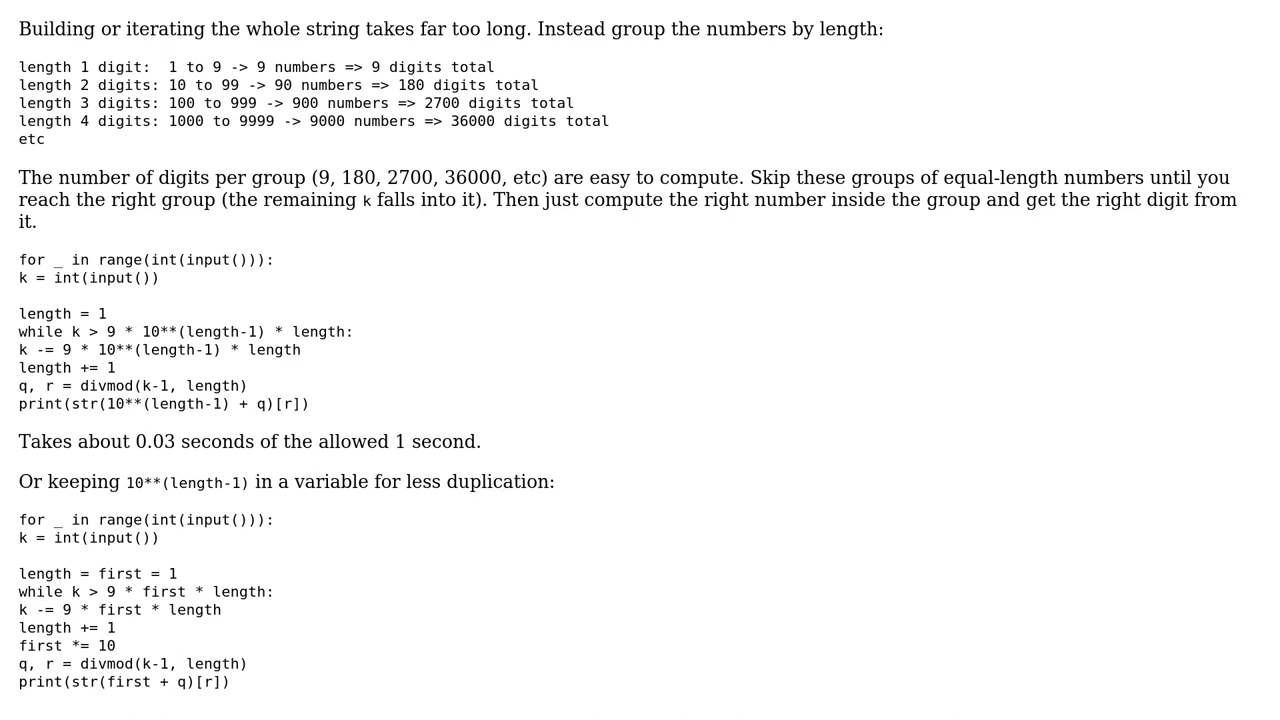 Building or iterating the whole string takes far too long. Instead group the numbers by length:
length 1 digit:  1 to 9 -> 9 numbers => 9 digits total
length 2 digits: 10 to 99 -> 90 numbers => 180 digits total
length 3 digits: 100 to 999 -> 900 numbers => 2700 digits total
length 4 digits: 1000 to 9999 -> 9000 numbers => 36000 digits total
etc
The number of digits per group (9, 180, 2700, 36000, etc) are easy to compute. Skip these groups of equal-length numbers until you
reach the right group (the remaining k falls into it). Then just compute the right number inside the group and get the right digit from
it.
for _ in range(int(input())):
k = int(input())
length = 1
while k > 9 * 10**(length-1) * length:
k -= 9 * 10**(length-1) * length
length += 1
q, r = divmod(k-1, length)
print(str(10**(length-1) + q)[r])
Takes about 0.03 seconds of the allowed 1 second.
Or keeping 10**(length-1) in a variable for less duplication:
for _ in range(int(input())):
k = int(input())
length = first = 1
while k > 9 * first * length:
k -= 9 * first * length
length += 1
first *= 10
q, r = divmod(k-1, length)
print(str(first + q)[r])